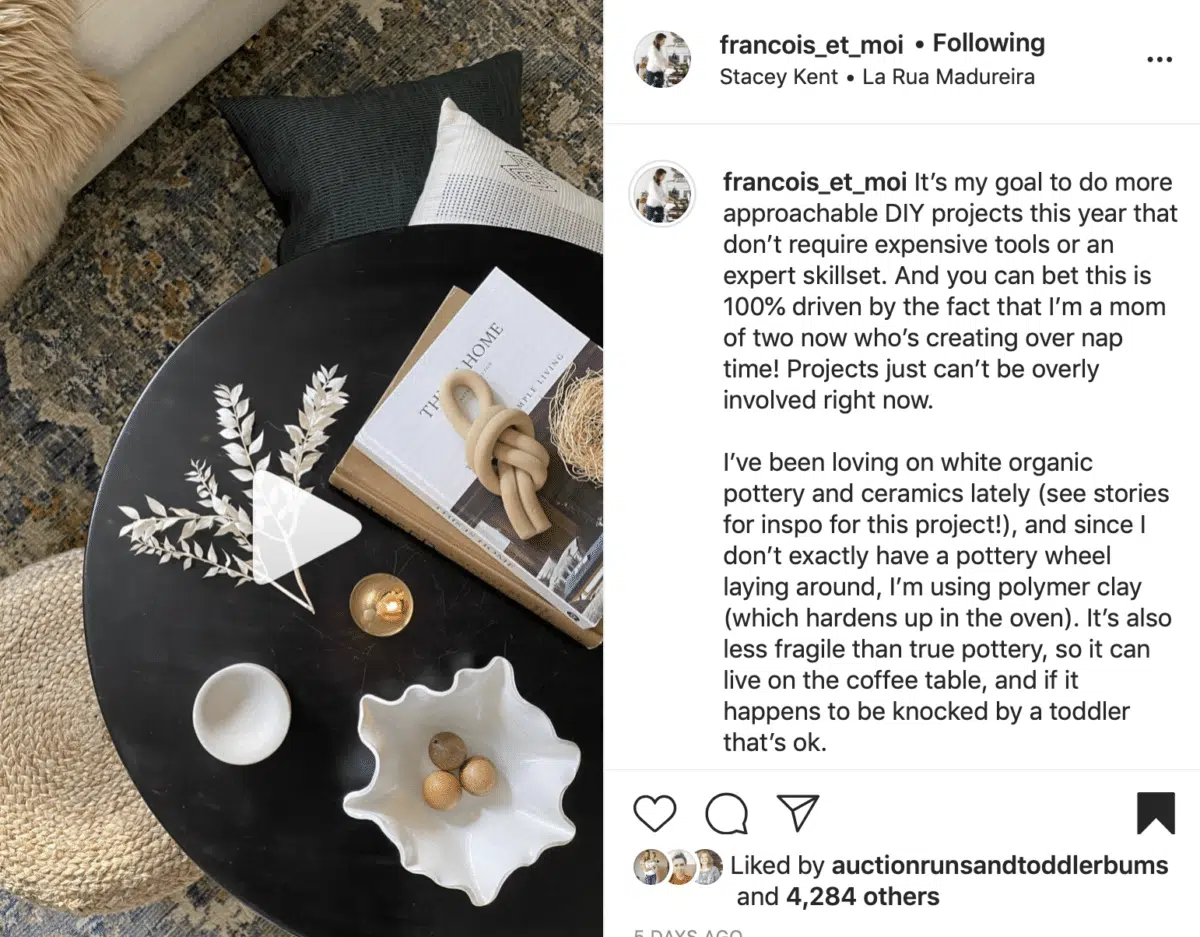 francois_et_moi • Following
Stacey Kent • La Rua Madureira
francois_et_moi It’s my goal to do more
approachable DIY projects this year that
don’t require expensive tools or an
expert skillset. And you can bet this is
100% driven by the fact that I’m a mom
of two now who’s creating over nap
time! Projects just can’t be overly
involved right now.
I’ve been loving on white organic
pottery and ceramics lately (see stories
for inspo for this project!), and since I
don’t exactly have a pottery wheel
laying around, I’m using polymer clay
(which hardens up in the oven). It’s also
less fragile than true pottery, so it can
live on the coffee table, and if it
happens to be knocked by a toddler
that’s ok.
Liked by auctionrunsandtoddlerbums
and 4,284 others
5 DAYS AGO
HOME
LIVING